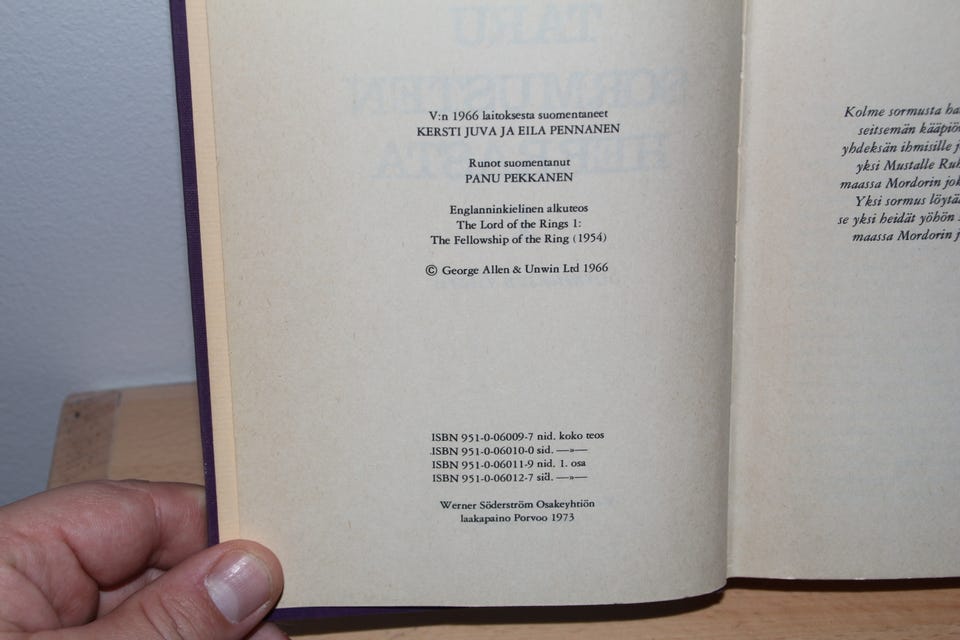 V:n 1966 laitoksesta suomentaneet
KERSTI JUVA JA EILA PENNANEN
Runot suomentanut
PANU PEKKANEN
Englanninkielinen alkuteos
The Lord of the Rings 1:
The Fellowship of the Ring (1954)
© George Allen & Unwin Ltd 1966
ISBN 951-0-06009-7 nid. koko teos
ISBN 951-0-06010-0 sid. —»—
ISBN 951-0-06011-9 nid. 1. osa
ISBN 951-0-06012-7 sid. —»—
Werner Söderström Osakeyhtiön
laakapaino Porvoo 1973
Kolme sormusta
seitsemän
yhdeksän ihmisille
yksi Mustalle
maassa Mordorin
Yksi sormus
se yksi heidät yöhön
maassa Mordorin